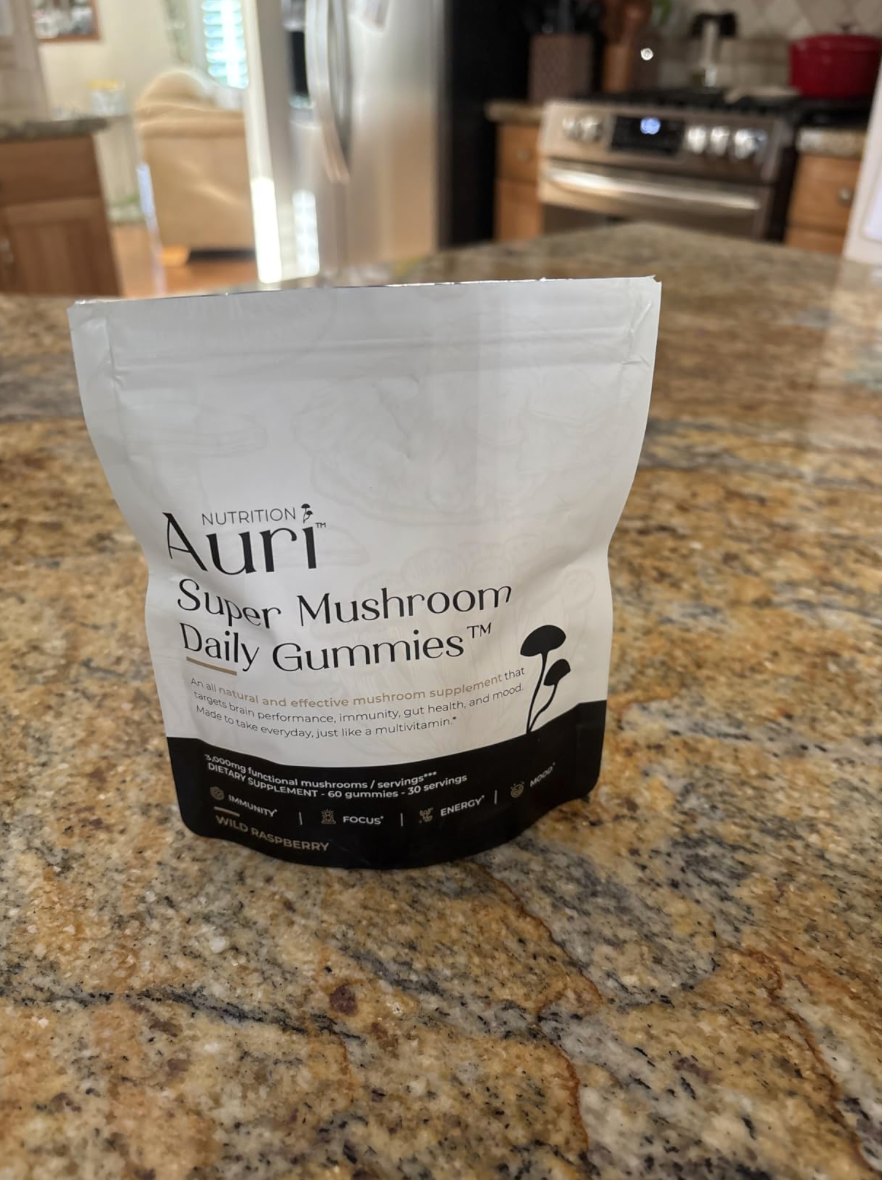 NUTRITION
Auri™
Super Mushroom
Daily Gummies™
An all natural and effective mushroom supplement that
targets brain performance, immunity, gut health, and mood.
Made to take everyday, just like a multivitamin.*
3,000mg functional mushrooms / servings***
DIETARY SUPPLEMENT - 60 gummies - 30 servings
IMMUNITY* | FOCUS* | ENERGY* | MOOD*
WILD RASPBERRY